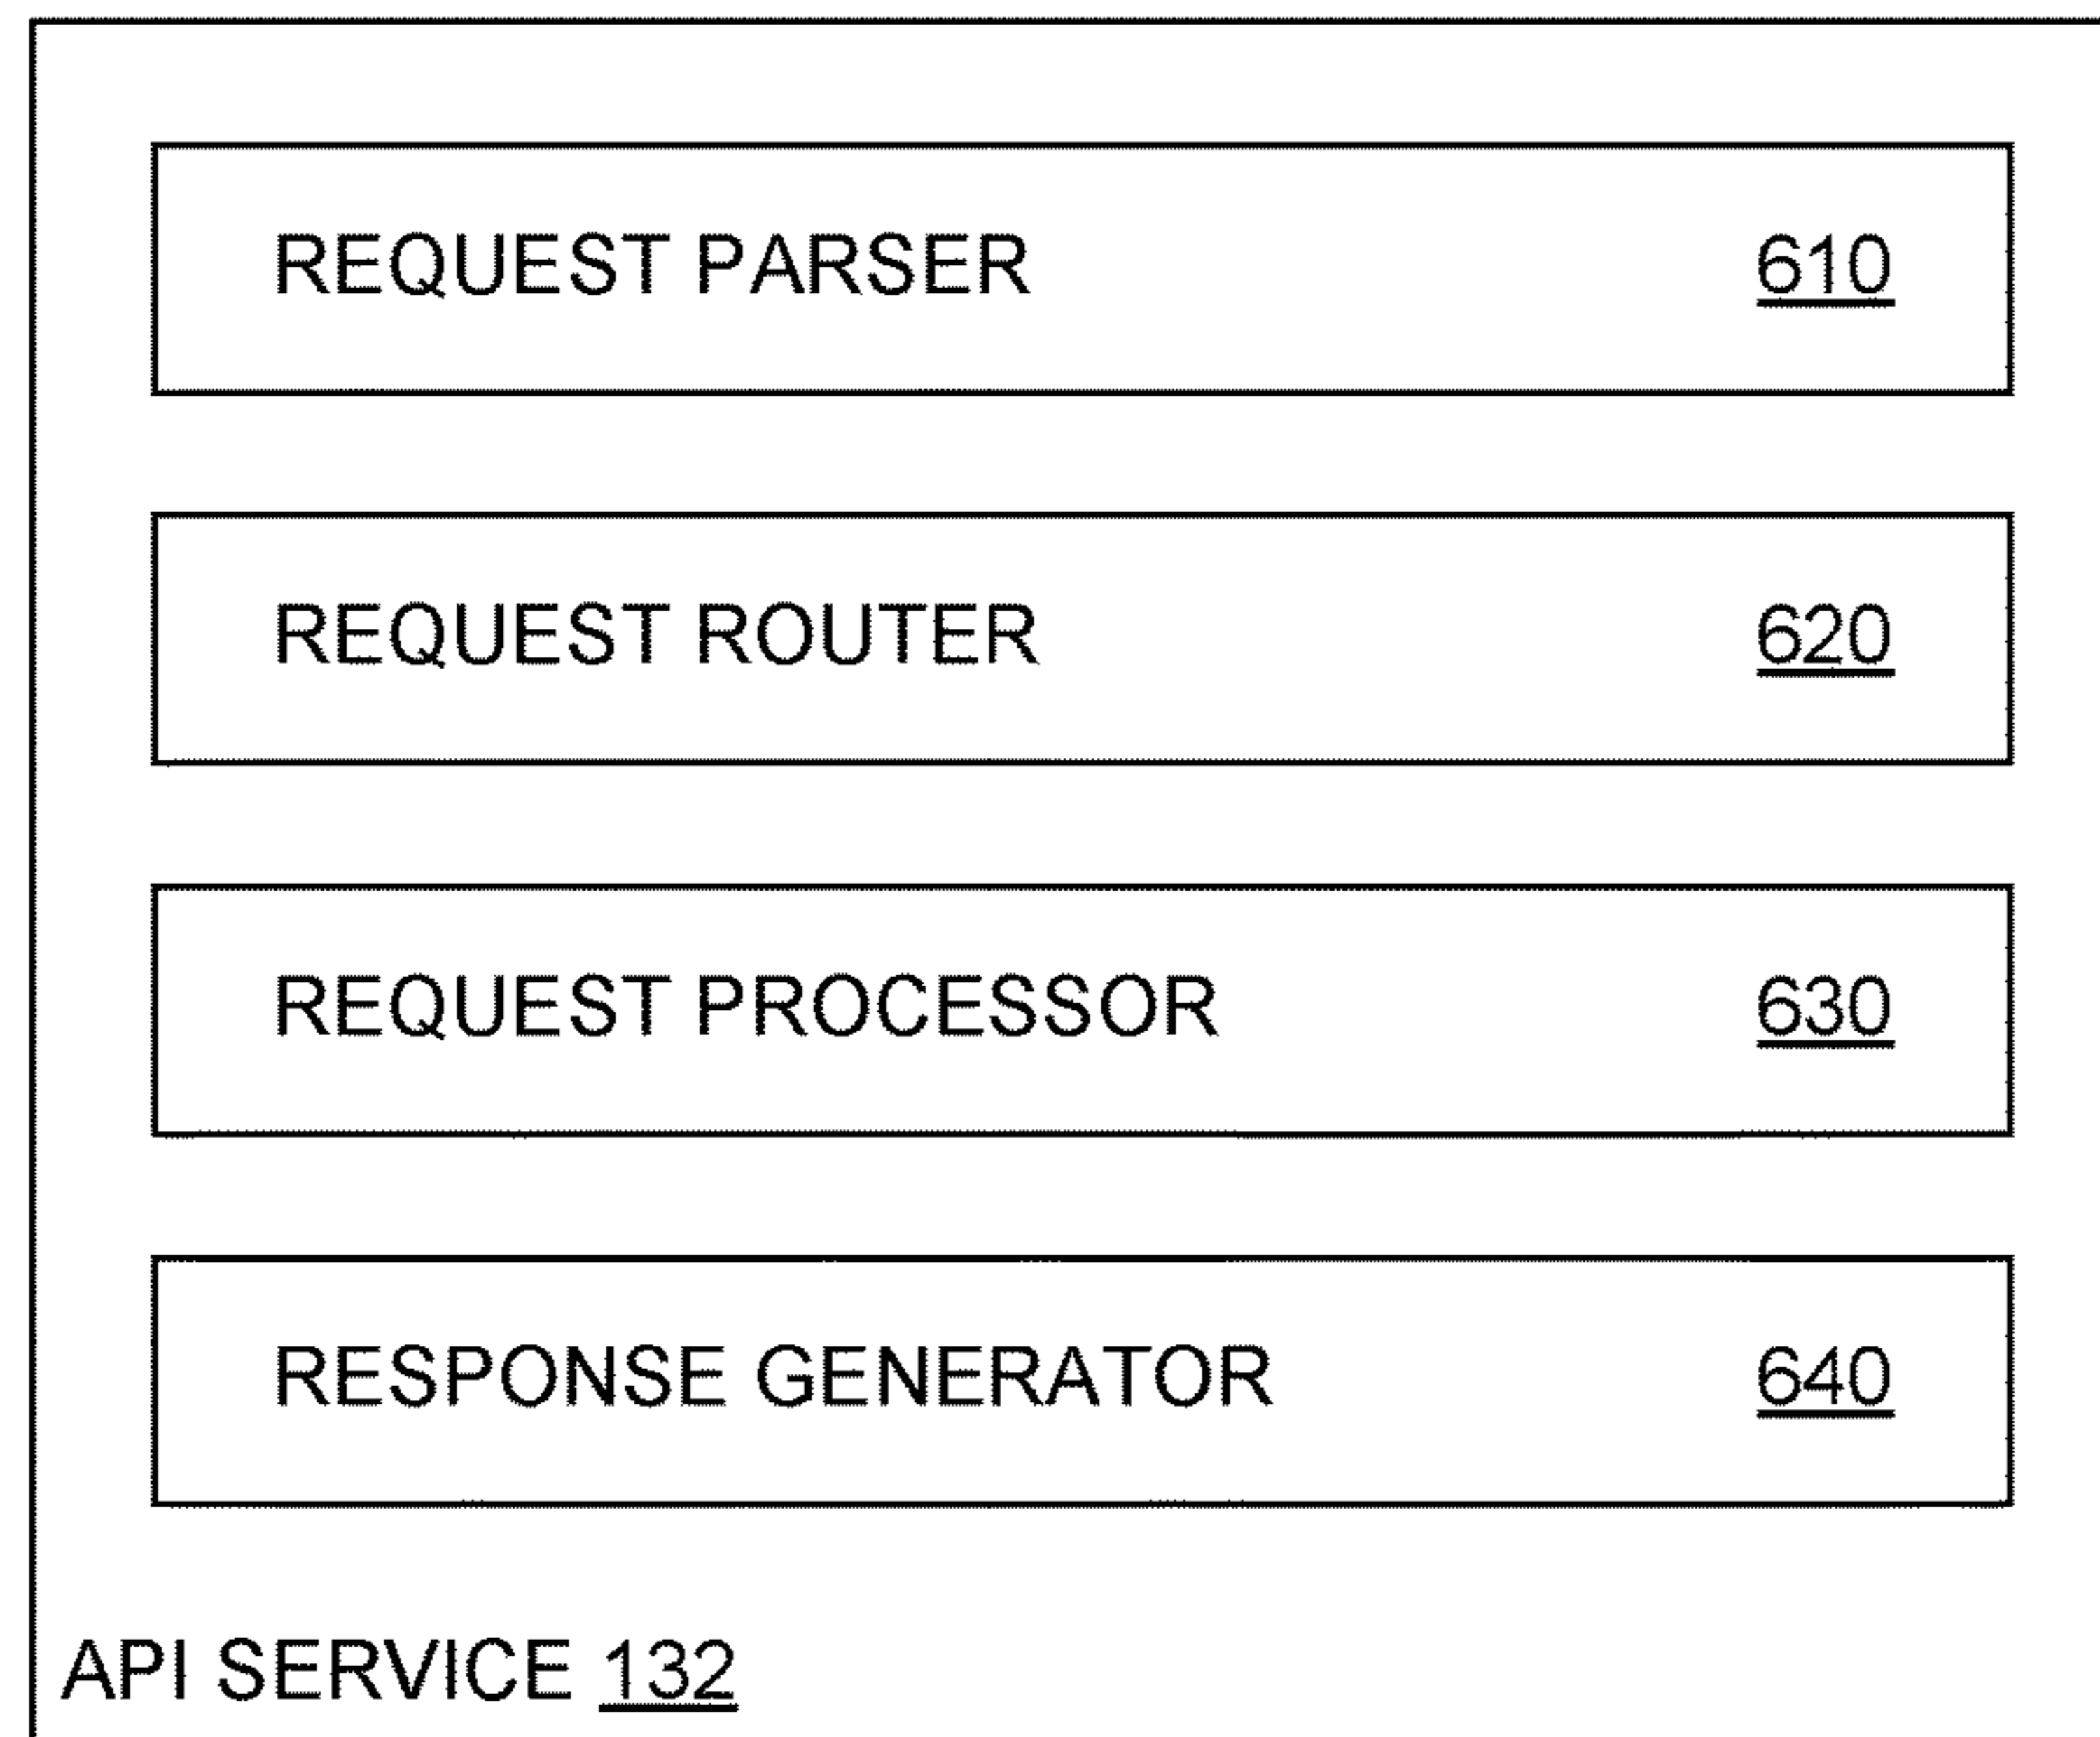 REQUEST PARSER 610
REQUEST ROUTER 620
REQUEST PROCESSOR 630
RESPONSE GENERATOR 640
API SERVICE 132